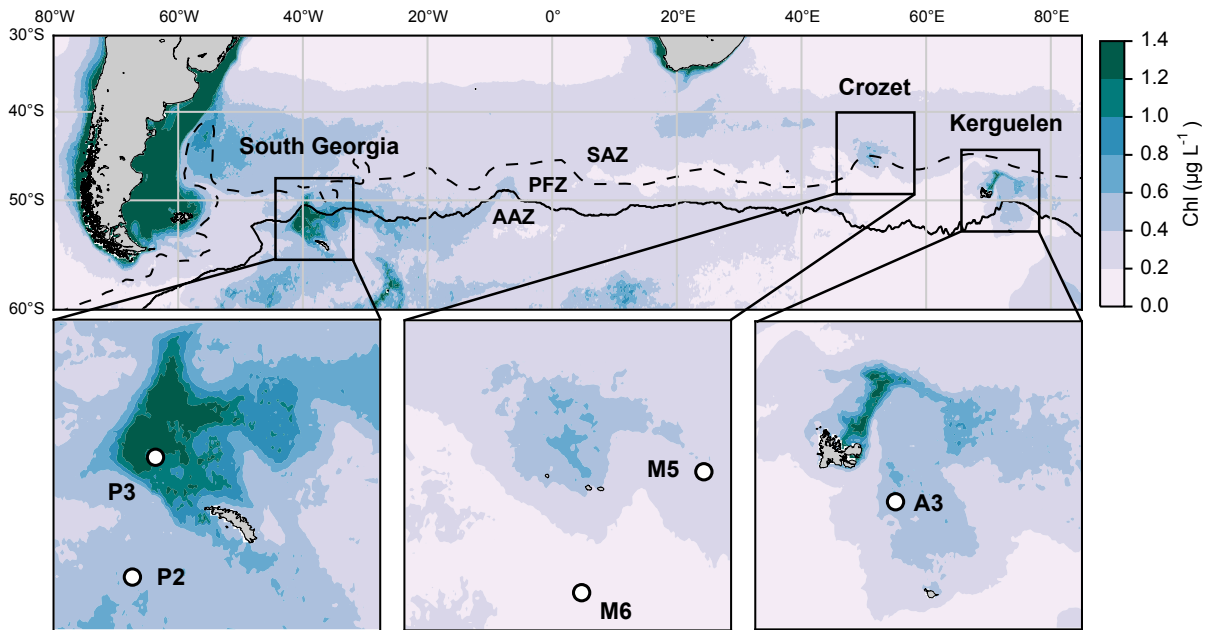 80°W 60°W 40°W 20°W 0° 20°E 40°E 60°E 80°E
30°S
40°S
50°S
60°S
Crozet
Kerguelen
South Georgia
SAZ
PFZ
AAZ
1.4
1.2
1.0
0.8
0.6
0.4
0.2
0.0
Chl (µg L⁻¹)
P3
P2
M5
M6
A3